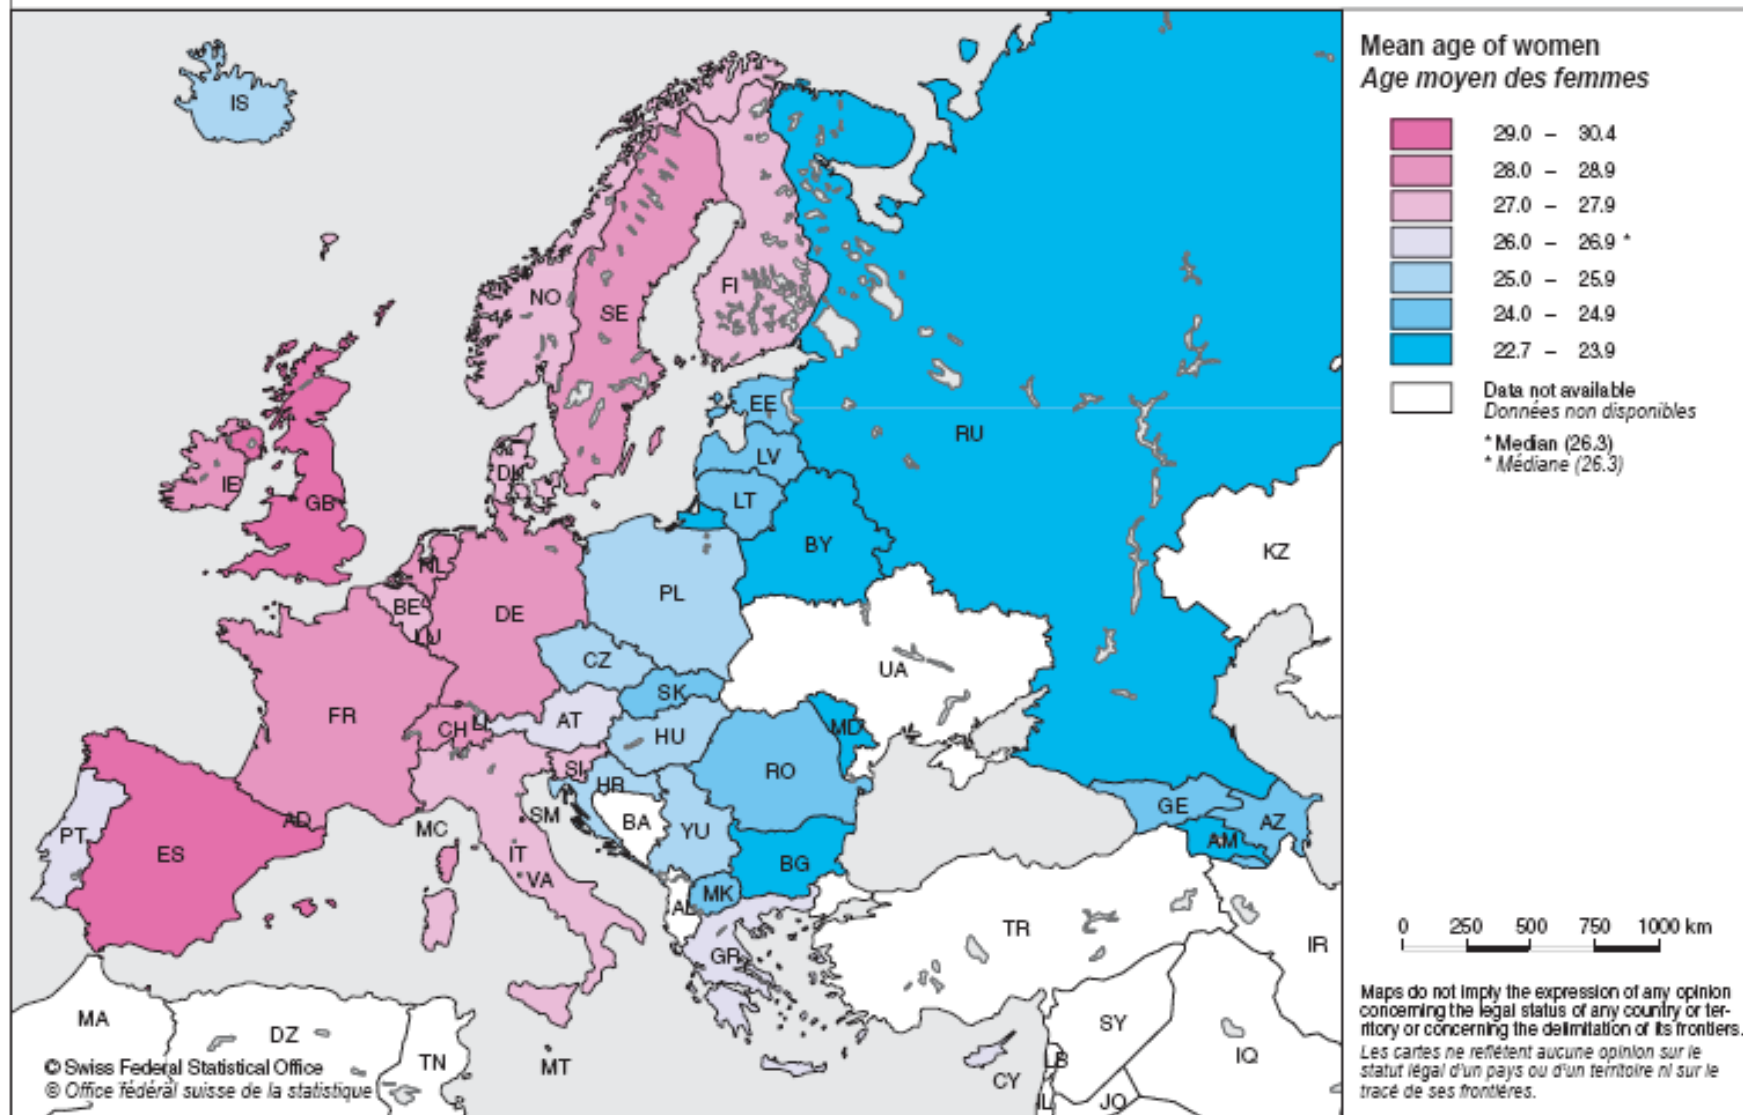 Mean age of women
Age moyen des femmes
29.0 – 30.4
28.0 – 28.9
27.0 – 27.9
26.0 – 26.9 *
25.0 – 25.9
24.0 – 24.9
22.7 – 23.9
Data not available
Données non disponibles
* Median (26.3)
* Médiane (26.3)
IS
NO
SE
FI
EE
RU
LV
DK
LT
IE
GB
BY
KZ
NL
PL
BE
DE
LU
CZ
UA
SK
FR
AT
CH
LI
HU
MD
SI
RO
HR
GE
AD
SM
BA
AZ
MC
YU
AM
PT
ES
IT
BG
VA
MK
AL
TR
GR
IR
MA
DZ
SY
TN
MT
CY
LB
IQ
IL
JO
0 250 500 750 1000 km
Maps do not imply the expression of any opinion
concerning the legal status of any country or ter-
ritory or concerning the delimitation of its frontiers.
Les cartes ne reflètent aucune opinion sur le
statut légal d'un pays ou d'un territoire ni sur le
tracé de ses frontières.
© Swiss Federal Statistical Office
© Office fédéral suisse de la statistique